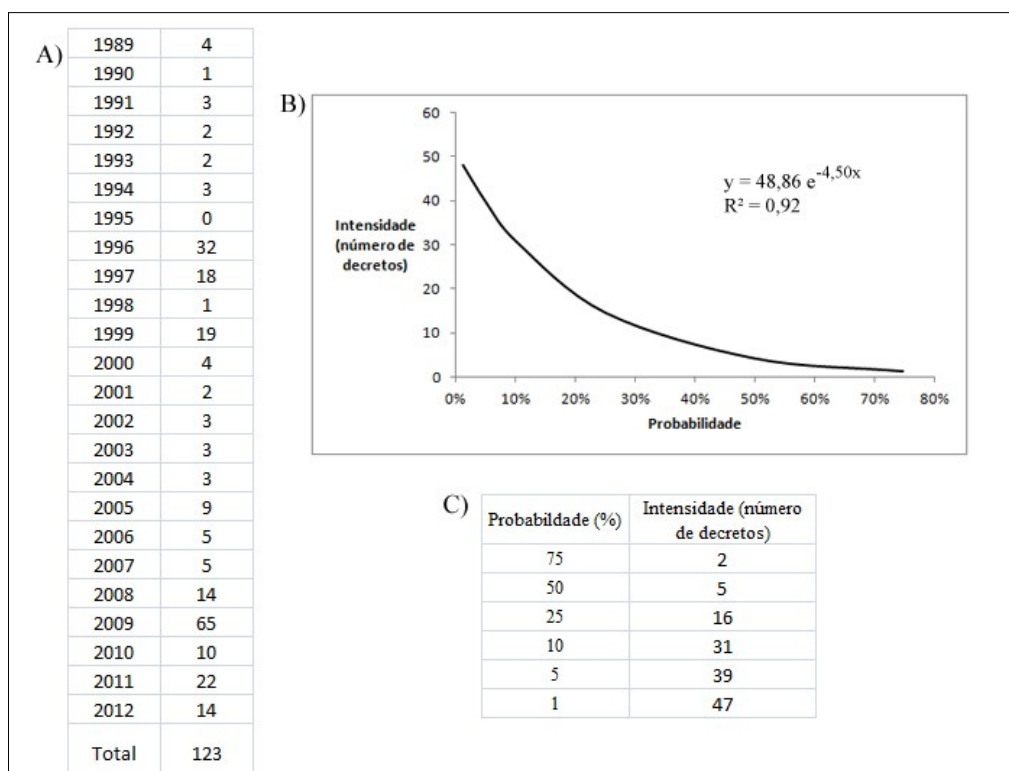 A)
1989 4
1990 1
1991 3
1992 2
1993 2
1994 3
1995 0
1996 32
1997 18
1998 1
1999 19
2000 4
2001 2
2002 3
2003 3
2004 3
2005 9
2006 5
2007 5
2008 14
2009 65
2010 10
2011 22
2012 14
Total 123
B)
60
50
40
30
20
10
0
Intensidade
(número de
decretos)
y = 48,86 e^-4,50x
R² = 0,92
0% 10% 20% 30% 40% 50% 60% 70% 80%
Probabilidade
C)
Probabildade (%) Intensidade (número
de decretos)
75 2
50 5
25 16
10 31
5 39
1 47